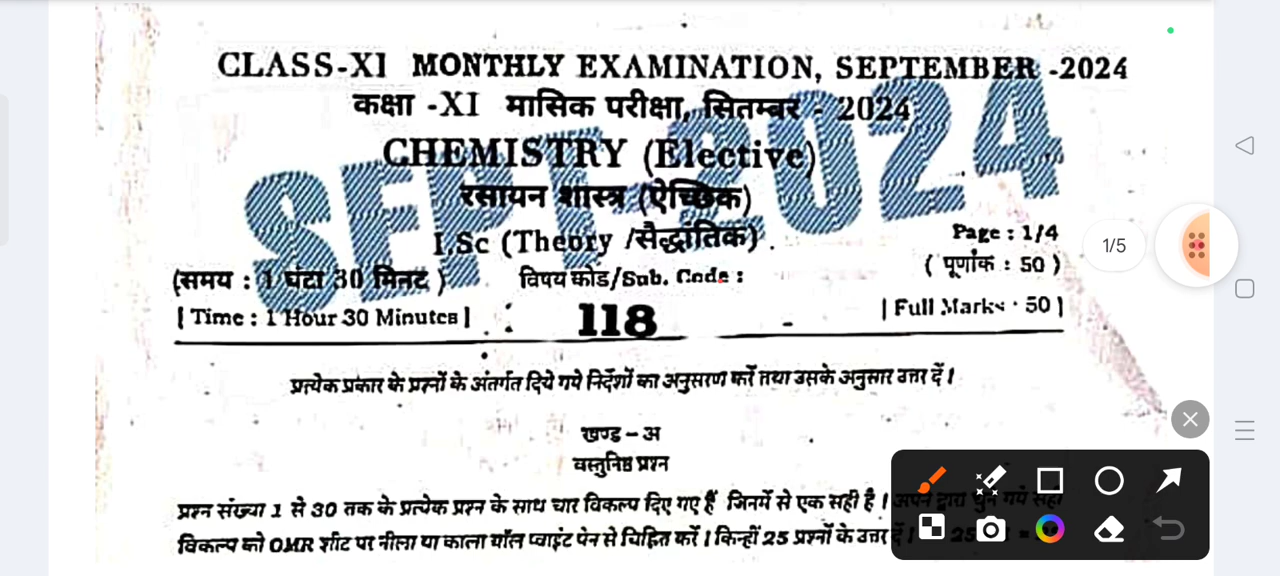 CLASS-XI MONTHLY EXAMINATION, SEPTEMBER -2024
कक्षा -XI मासिक परीक्षा, सितम्बर - 2024
SEPT 2024
CHEMISTRY (Elective)
रसायन शास्त्र (ऐच्छिक)
I.Sc (Theory /सैद्धांतिक)
Page : 1/4
1/5
(समय : 1 घंटा 30 मिनट ) विषय कोड/Sub. Code : ( पूर्णांक : 50 )
| Time : 1 Hour 30 Minutes | 118 | Full Marks : 50 |
प्रत्येक प्रकार के प्रश्नों के अंतर्गत दिये गये निर्देशों का अनुसरण करें तथा उसके अनुसार उत्तर दें ।
खण्ड – अ
वस्तुनिष्ठ प्रश्न
प्रश्न संख्या 1 से 30 तक के प्रत्येक प्रश्न के साथ चार विकल्प दिए गए हैं जिनमें से एक सही है । अपने द्वारा चुने गये सही
विकल्प को OMR शीट पर नीला या काला बॉल प्वाइंट पेन से चिह्नित करें । किन्हीं 25 प्रश्नों के उत्तर दें